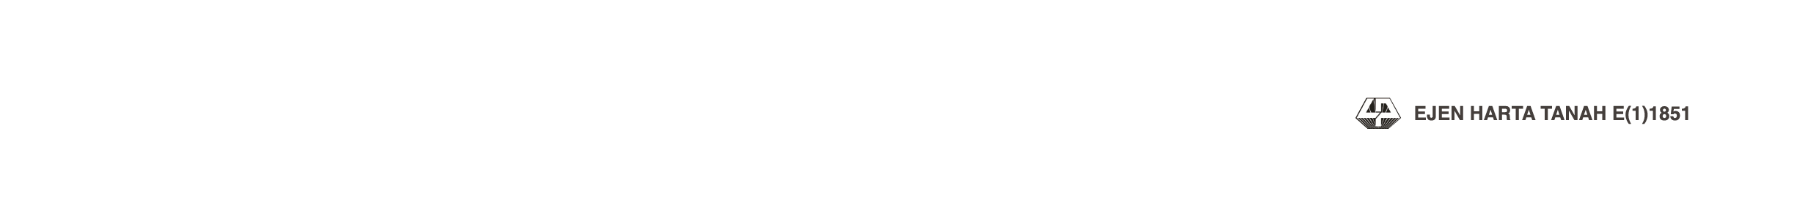 EJEN HARTA TANAH E(1)1851